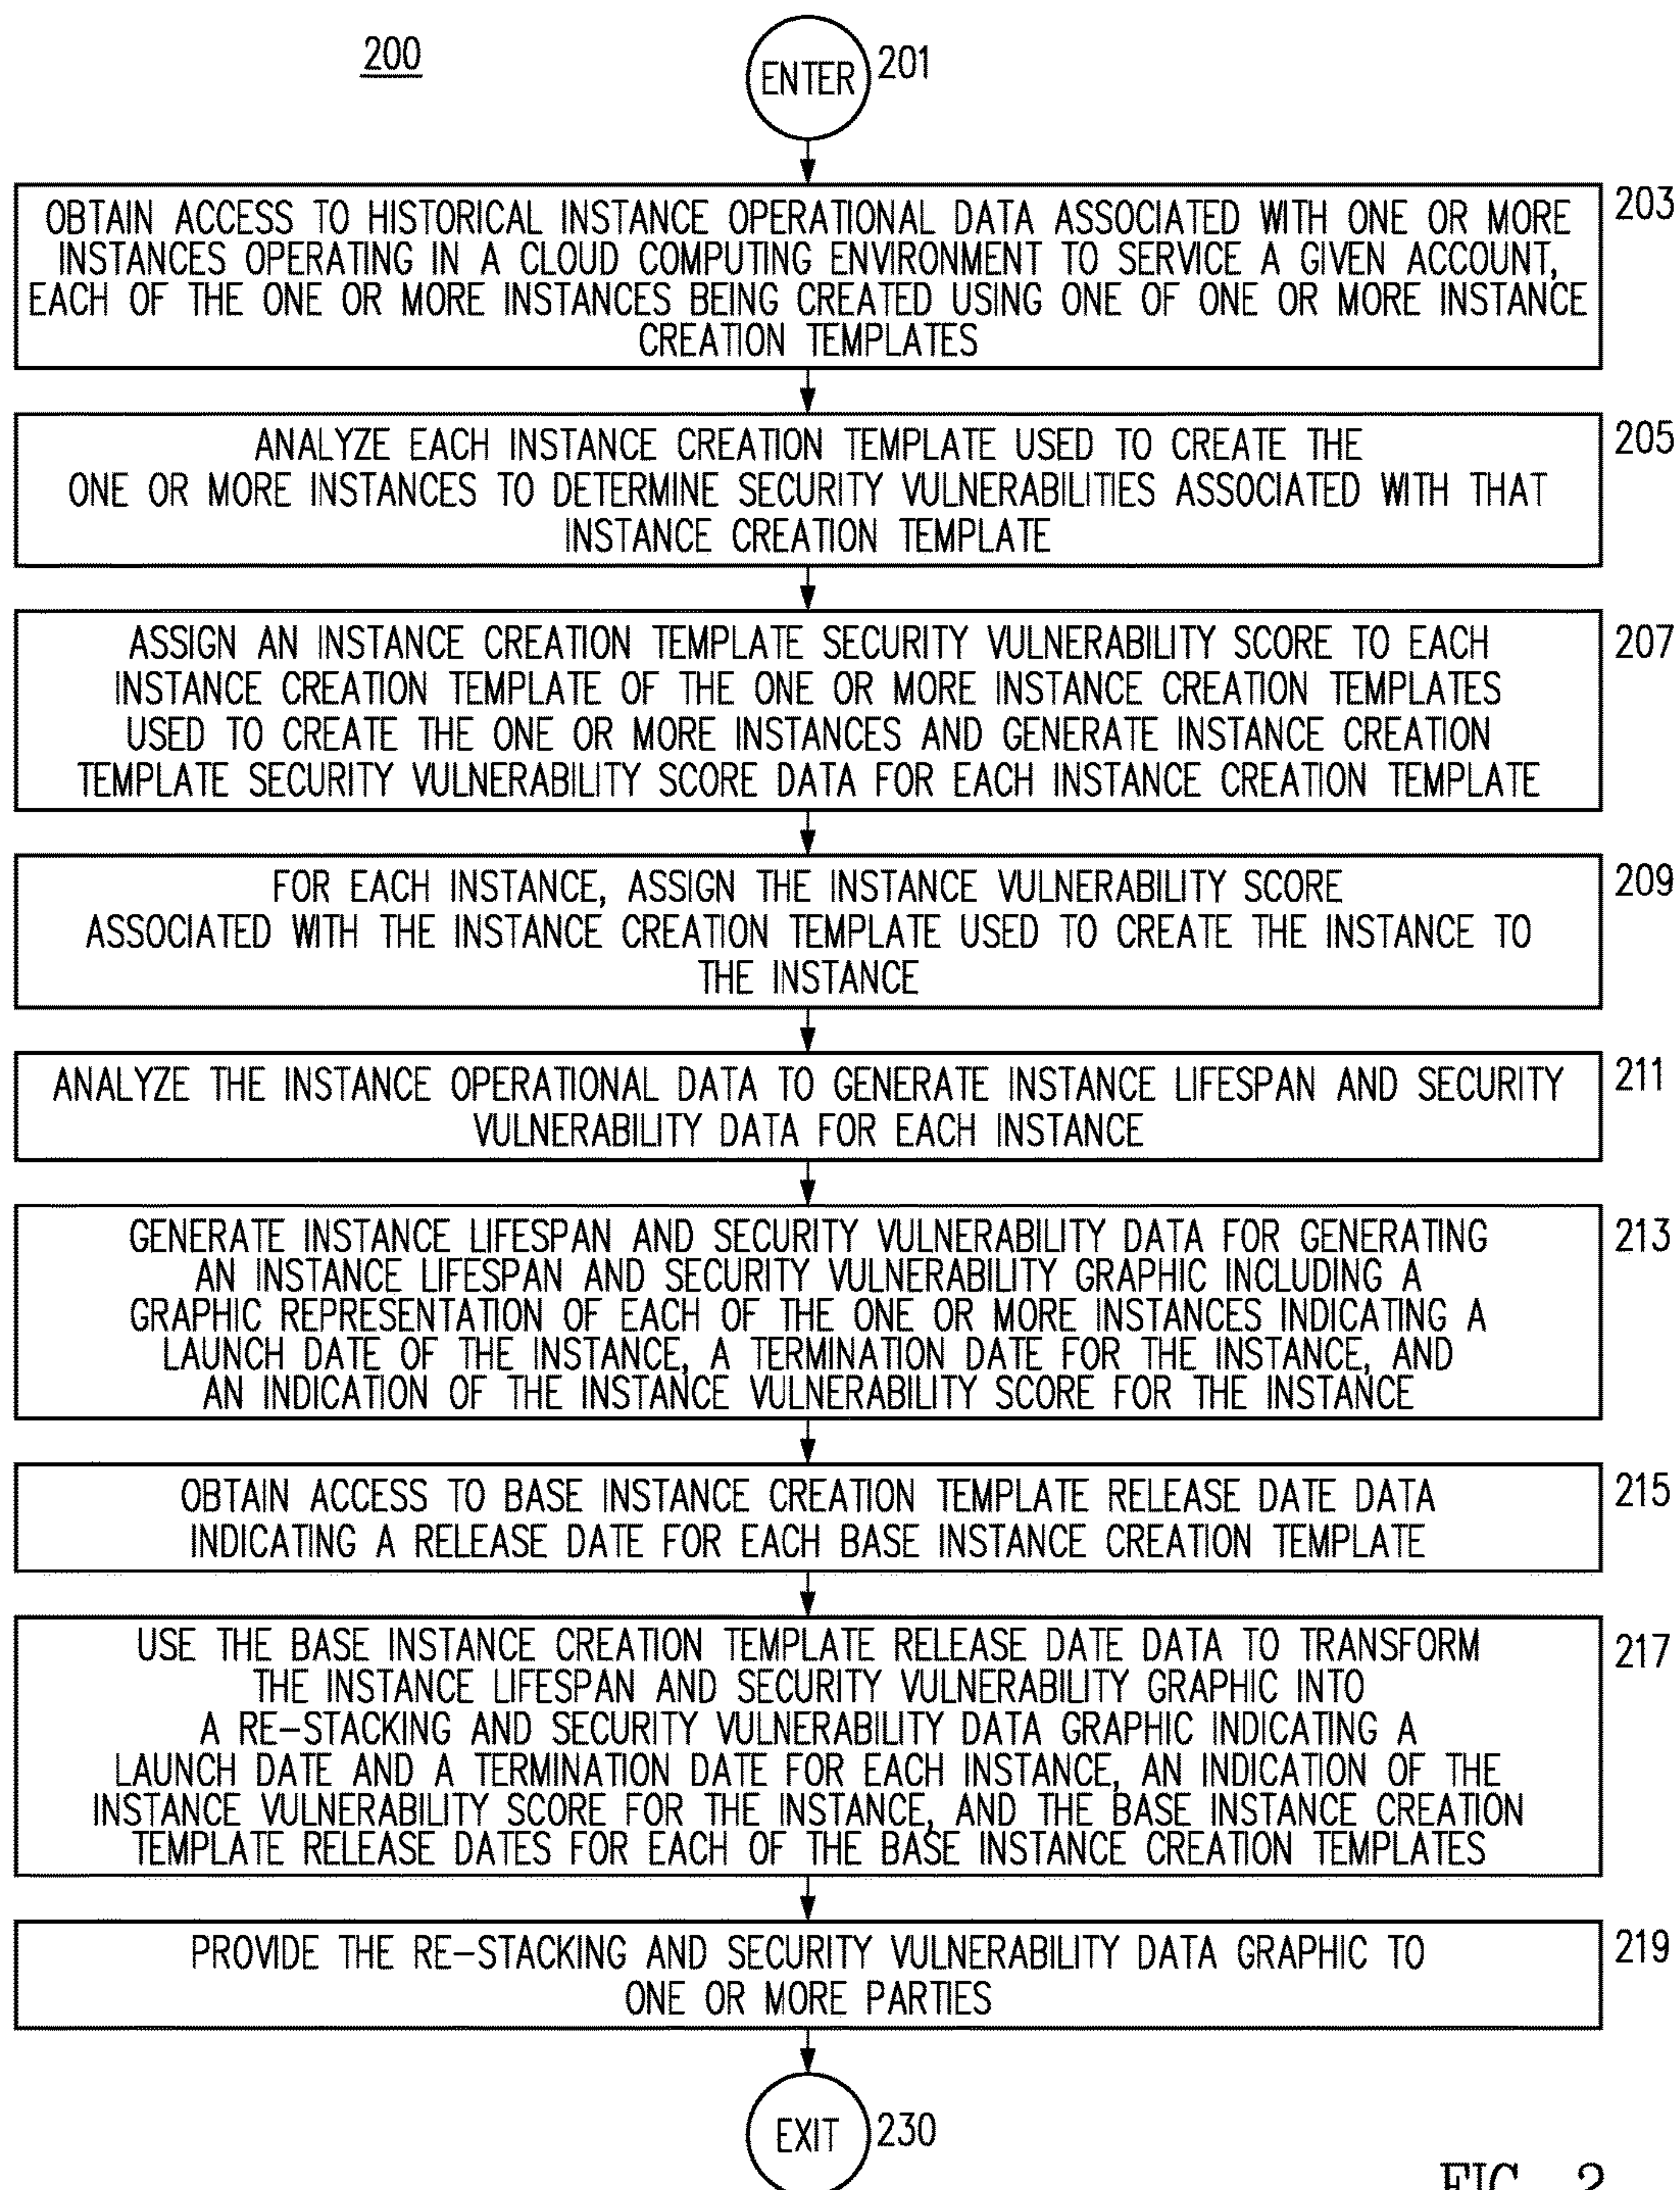 200
ENTER 201
203
OBTAIN ACCESS TO HISTORICAL INSTANCE OPERATIONAL DATA ASSOCIATED WITH ONE OR MORE
INSTANCES OPERATING IN A CLOUD COMPUTING ENVIRONMENT TO SERVICE A GIVEN ACCOUNT,
EACH OF THE ONE OR MORE INSTANCES BEING CREATED USING ONE OF ONE OR MORE INSTANCE
CREATION TEMPLATES
205
ANALYZE EACH INSTANCE CREATION TEMPLATE USED TO CREATE THE
ONE OR MORE INSTANCES TO DETERMINE SECURITY VULNERABILITIES ASSOCIATED WITH THAT
INSTANCE CREATION TEMPLATE
207
ASSIGN AN INSTANCE CREATION TEMPLATE SECURITY VULNERABILITY SCORE TO EACH
INSTANCE CREATION TEMPLATE OF THE ONE OR MORE INSTANCE CREATION TEMPLATES
USED TO CREATE THE ONE OR MORE INSTANCES AND GENERATE INSTANCE CREATION
TEMPLATE SECURITY VULNERABILITY SCORE DATA FOR EACH INSTANCE CREATION TEMPLATE
209
FOR EACH INSTANCE, ASSIGN THE INSTANCE VULNERABILITY SCORE
ASSOCIATED WITH THE INSTANCE CREATION TEMPLATE USED TO CREATE THE INSTANCE TO
THE INSTANCE
211
ANALYZE THE INSTANCE OPERATIONAL DATA TO GENERATE INSTANCE LIFESPAN AND SECURITY
VULNERABILITY DATA FOR EACH INSTANCE
213
GENERATE INSTANCE LIFESPAN AND SECURITY VULNERABILITY DATA FOR GENERATING
AN INSTANCE LIFESPAN AND SECURITY VULNERABILITY GRAPHIC INCLUDING A
GRAPHIC REPRESENTATION OF EACH OF THE ONE OR MORE INSTANCES INDICATING A
LAUNCH DATE OF THE INSTANCE, A TERMINATION DATE FOR THE INSTANCE, AND
AN INDICATION OF THE INSTANCE VULNERABILITY SCORE FOR THE INSTANCE
215
OBTAIN ACCESS TO BASE INSTANCE CREATION TEMPLATE RELEASE DATE DATA
INDICATING A RELEASE DATE FOR EACH BASE INSTANCE CREATION TEMPLATE
217
USE THE BASE INSTANCE CREATION TEMPLATE RELEASE DATE DATA TO TRANSFORM
THE INSTANCE LIFESPAN AND SECURITY VULNERABILITY GRAPHIC INTO
A RE-STACKING AND SECURITY VULNERABILITY DATA GRAPHIC INDICATING A
LAUNCH DATE AND A TERMINATION DATE FOR EACH INSTANCE, AN INDICATION OF THE
INSTANCE VULNERABILITY SCORE FOR THE INSTANCE, AND THE BASE INSTANCE CREATION
TEMPLATE RELEASE DATES FOR EACH OF THE BASE INSTANCE CREATION TEMPLATES
219
PROVIDE THE RE-STACKING AND SECURITY VULNERABILITY DATA GRAPHIC TO
ONE OR MORE PARTIES
EXIT 230
FIG. 2